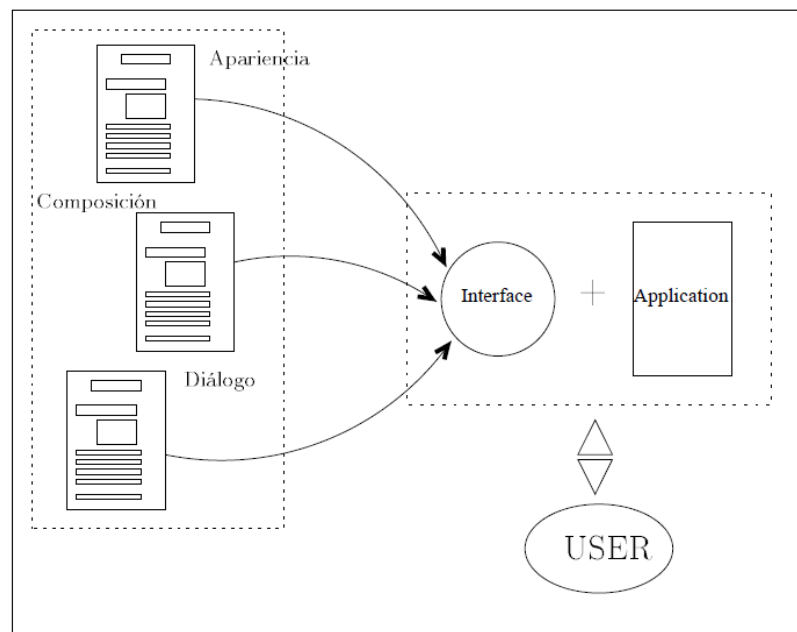 Apariencia
Composición
Diálogo
Interface
+
Application
USER